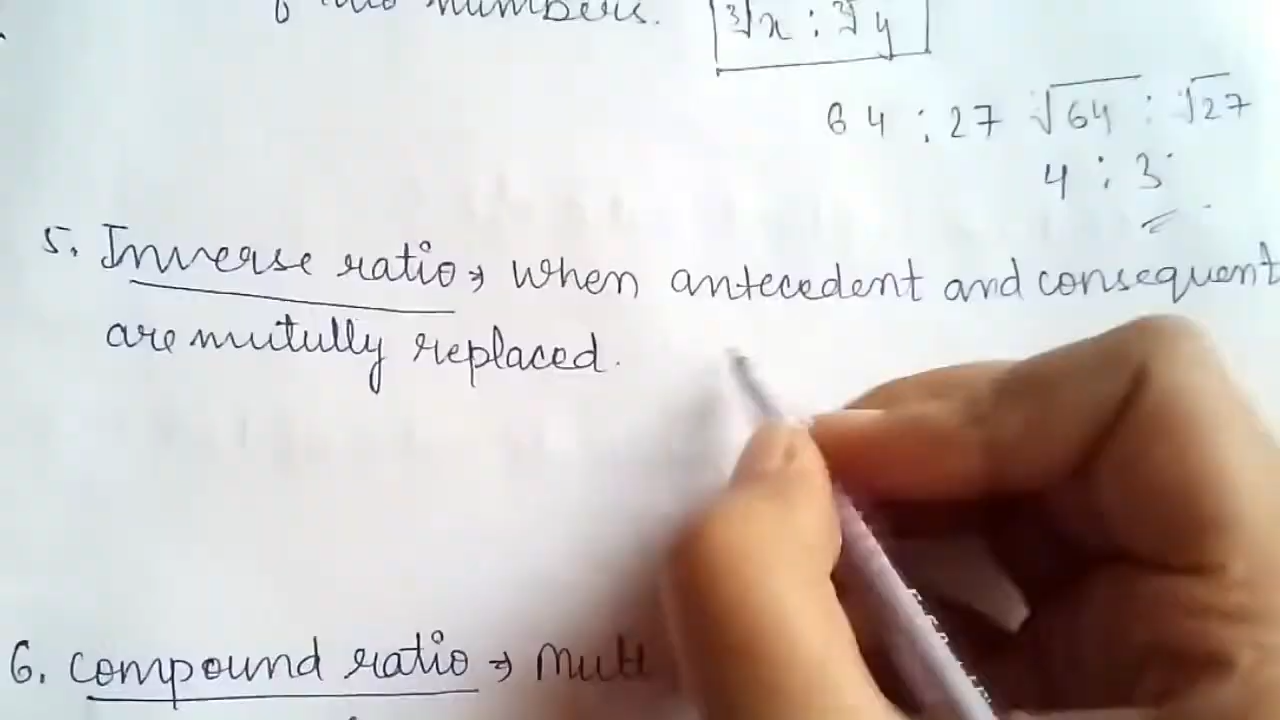 numbers. ∛x : ∛y
64 : 27 ∛64 : ∛27
4 : 3
5. Inverse ratio → when antecedent and consequent
are mutully replaced.
6. compound ratio →